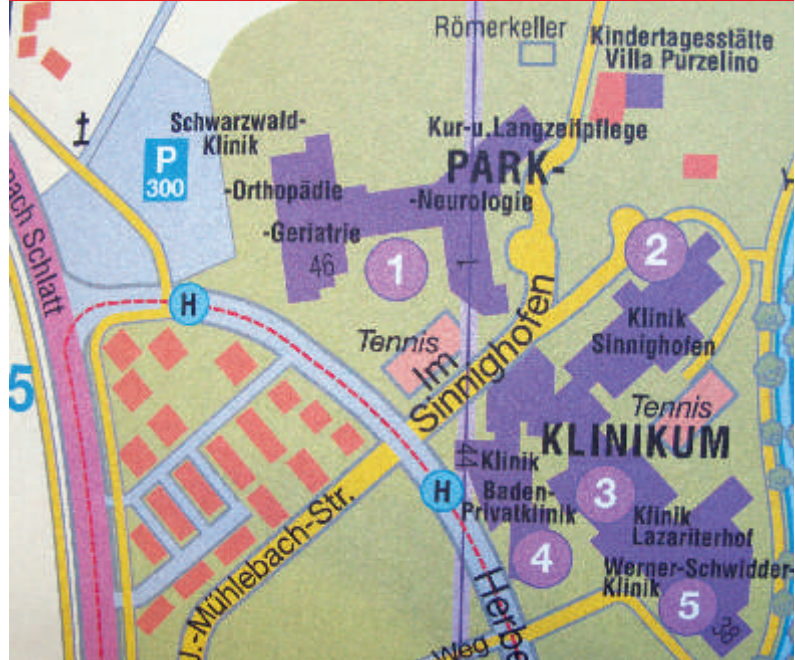 Römerkeller
Kindertagesstätte
Villa Purzelino
Schwarzwald-
Klinik
P
300
Kur-u.Langzeitpflege
PARK-
-Orthopädie
-Neurologie
-Geriatrie
46
1
1
2
bach Schlatt
H
Klinik
Sinnighofen
Tennis
Im
Sinnighofen
5
Tennis
KLINIKUM
44
Klinik
Baden-
Privatklinik
H
3
Klinik
Lazariterhof
4
Werner-Schwidder-
Klinik
5
J.-Mühlebach-Str.
Herbe
Weg